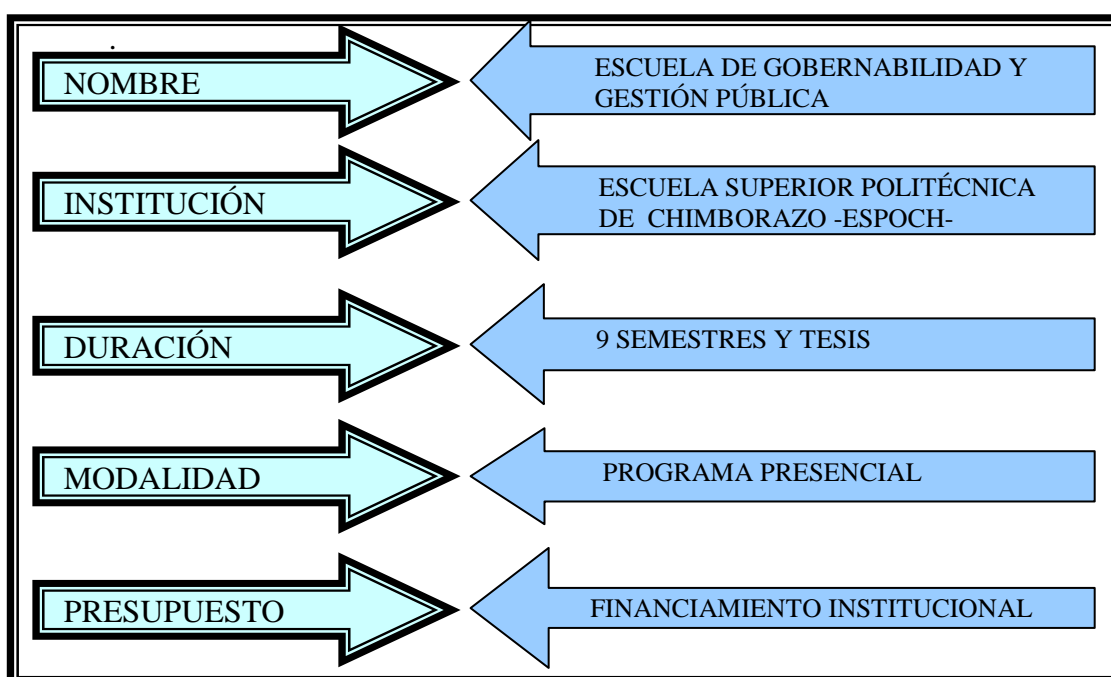 .
NOMBRE
ESCUELA DE GOBERNABILIDAD Y
GESTIÓN PÚBLICA
INSTITUCIÓN
ESCUELA SUPERIOR POLITÉCNICA
DE CHIMBORAZO -ESPOCH-
DURACIÓN
9 SEMESTRES Y TESIS
MODALIDAD
PROGRAMA PRESENCIAL
PRESUPUESTO
FINANCIAMIENTO INSTITUCIONAL